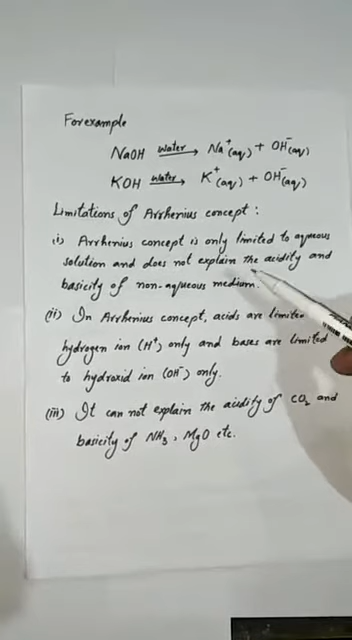 For example
NaOH water→ Na⁺(aq) + OH⁻(aq)
KOH water→ K⁺(aq) + OH⁻(aq)
Limitations of Arrhenius concept :
(i) Arrhenius concept is only limited to aqueous
solution and does not explain the acidity and
basicity of non-aqueous medium.
(ii) In Arrhenius concept, acids are limited
hydrogen ion (H⁺) only and bases are limited
to hydroxid ion (OH⁻) only.
(iii) It can not explain the acidity of CO₂ and
basicity of NH₃, MgO etc.